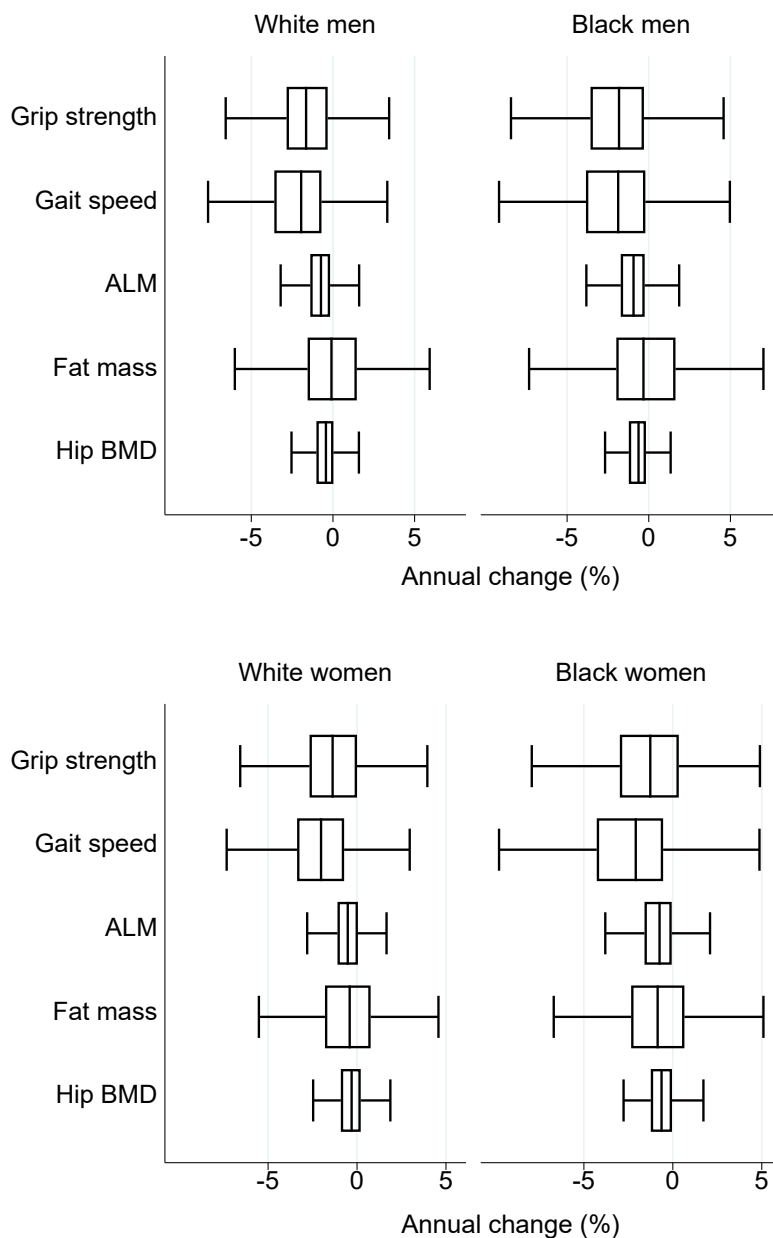 White men
Black men
Grip strength
Gait speed
ALM
Fat mass
Hip BMD
-5 0 5
-5 0 5
Annual change (%)
White women
Black women
Grip strength
Gait speed
ALM
Fat mass
Hip BMD
-5 0 5
-5 0 5
Annual change (%)